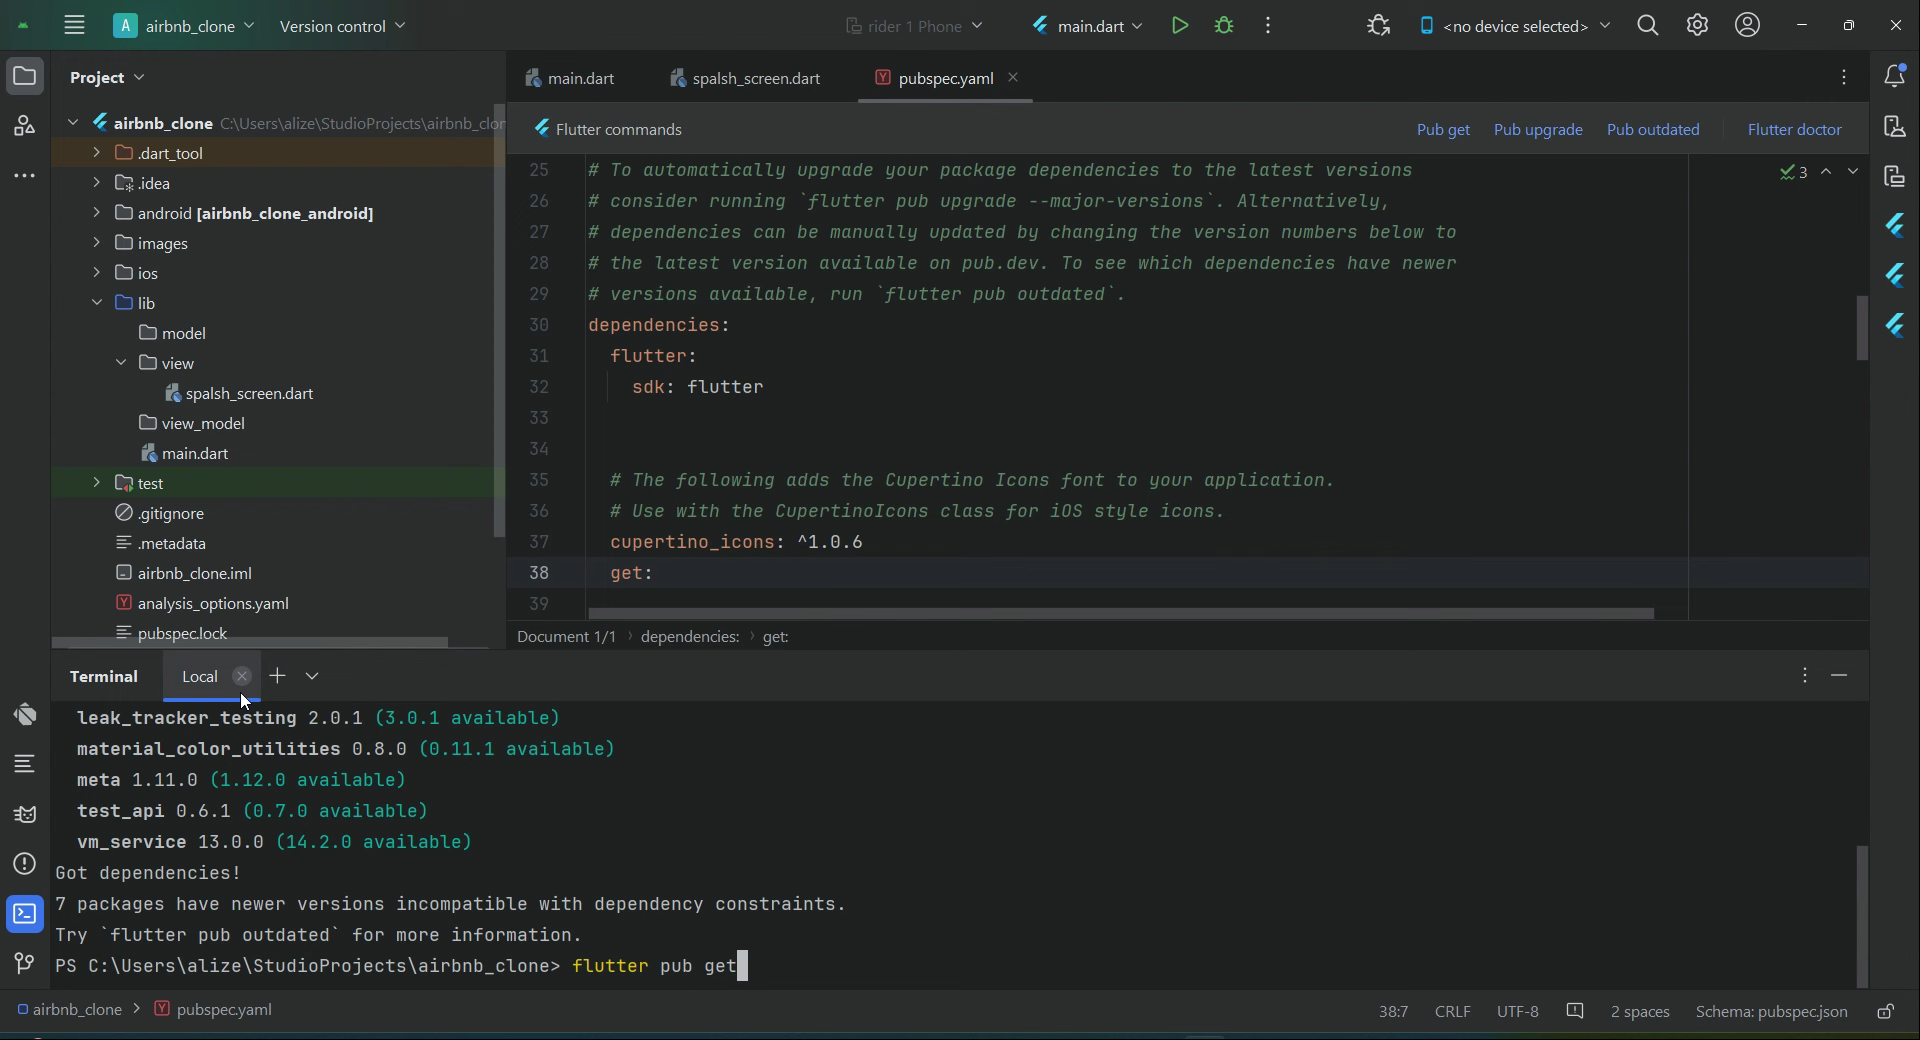 A airbnb_clone Version control rider 1 Phone main.dart <no device selected>
Project
main.dart spalsh_screen.dart pubspec.yaml
airbnb_clone C:\Users\alize\StudioProjects\airbnb_clon
.dart_tool
.idea
android [airbnb_clone_android]
images
ios
lib
model
view
spalsh_screen.dart
view_model
main.dart
test
.gitignore
.metadata
airbnb_clone.iml
analysis_options.yaml
pubspec.lock
Flutter commands Pub get Pub upgrade Pub outdated Flutter doctor
3
25 # To automatically upgrade your package dependencies to the latest versions
26 # consider running `flutter pub upgrade --major-versions`. Alternatively,
27 # dependencies can be manually updated by changing the version numbers below to
28 # the latest version available on pub.dev. To see which dependencies have newer
29 # versions available, run `flutter pub outdated`.
30 dependencies:
31 flutter:
32 sdk: flutter
33
34
35 # The following adds the Cupertino Icons font to your application.
36 # Use with the CupertinoIcons class for iOS style icons.
37 cupertino_icons: ^1.0.6
38 get:
39
Document 1/1 › dependencies: › get:
Terminal Local
leak_tracker_testing 2.0.1 (3.0.1 available)
material_color_utilities 0.8.0 (0.11.1 available)
meta 1.11.0 (1.12.0 available)
test_api 0.6.1 (0.7.0 available)
vm_service 13.0.0 (14.2.0 available)
Got dependencies!
7 packages have newer versions incompatible with dependency constraints.
Try `flutter pub outdated` for more information.
PS C:\Users\alize\StudioProjects\airbnb_clone> flutter pub get
airbnb_clone > pubspec.yaml 38:7 CRLF UTF-8 2 spaces Schema: pubspec.json